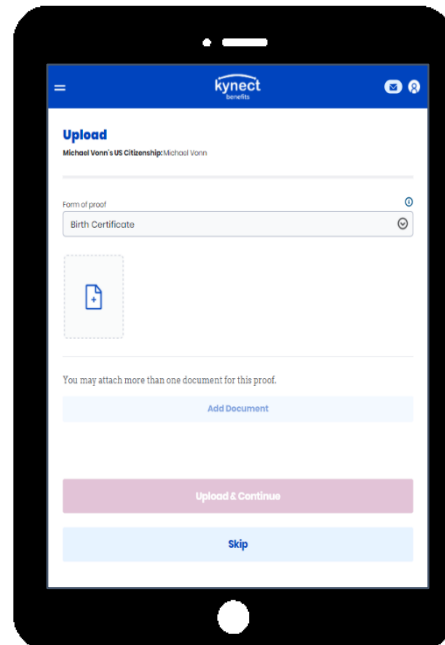 kynect
benefits
Upload
Michael Vonn's US Citizenship:Michael Vonn
Form of proof
Birth Certificate
You may attach more than one document for this proof.
Add Document
Upload & Continue
Skip